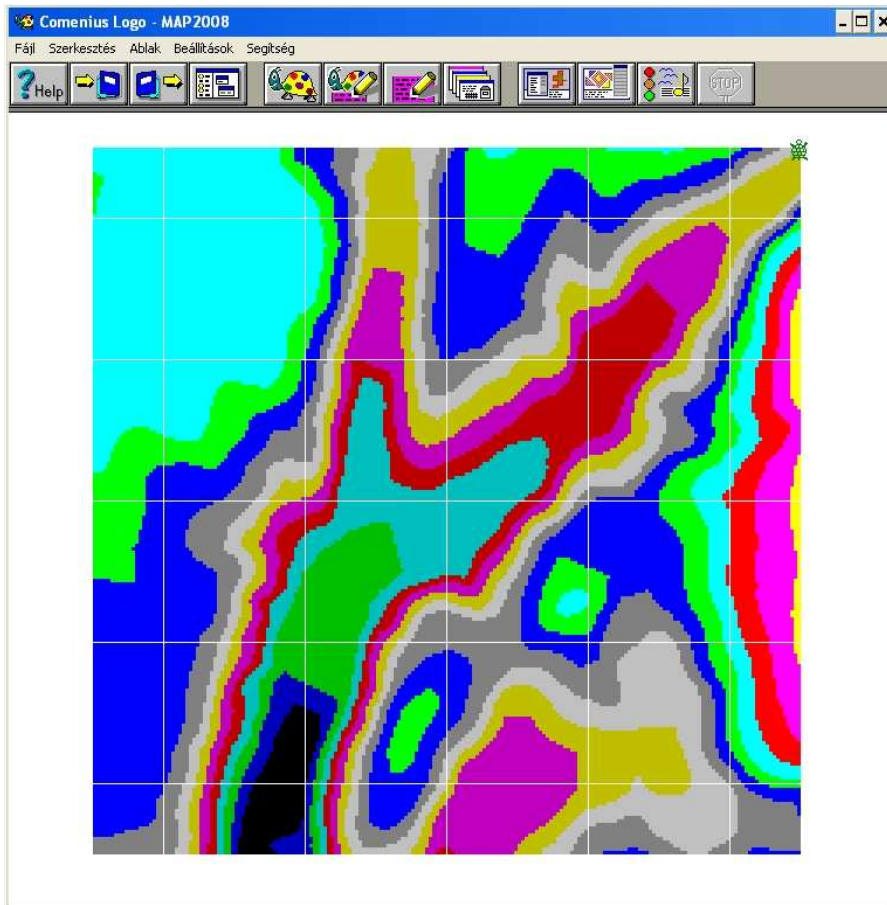 Comenius Logo - MAP2008
Fájl Szerkesztés Ablak Beállítások Segítség
Help STOP